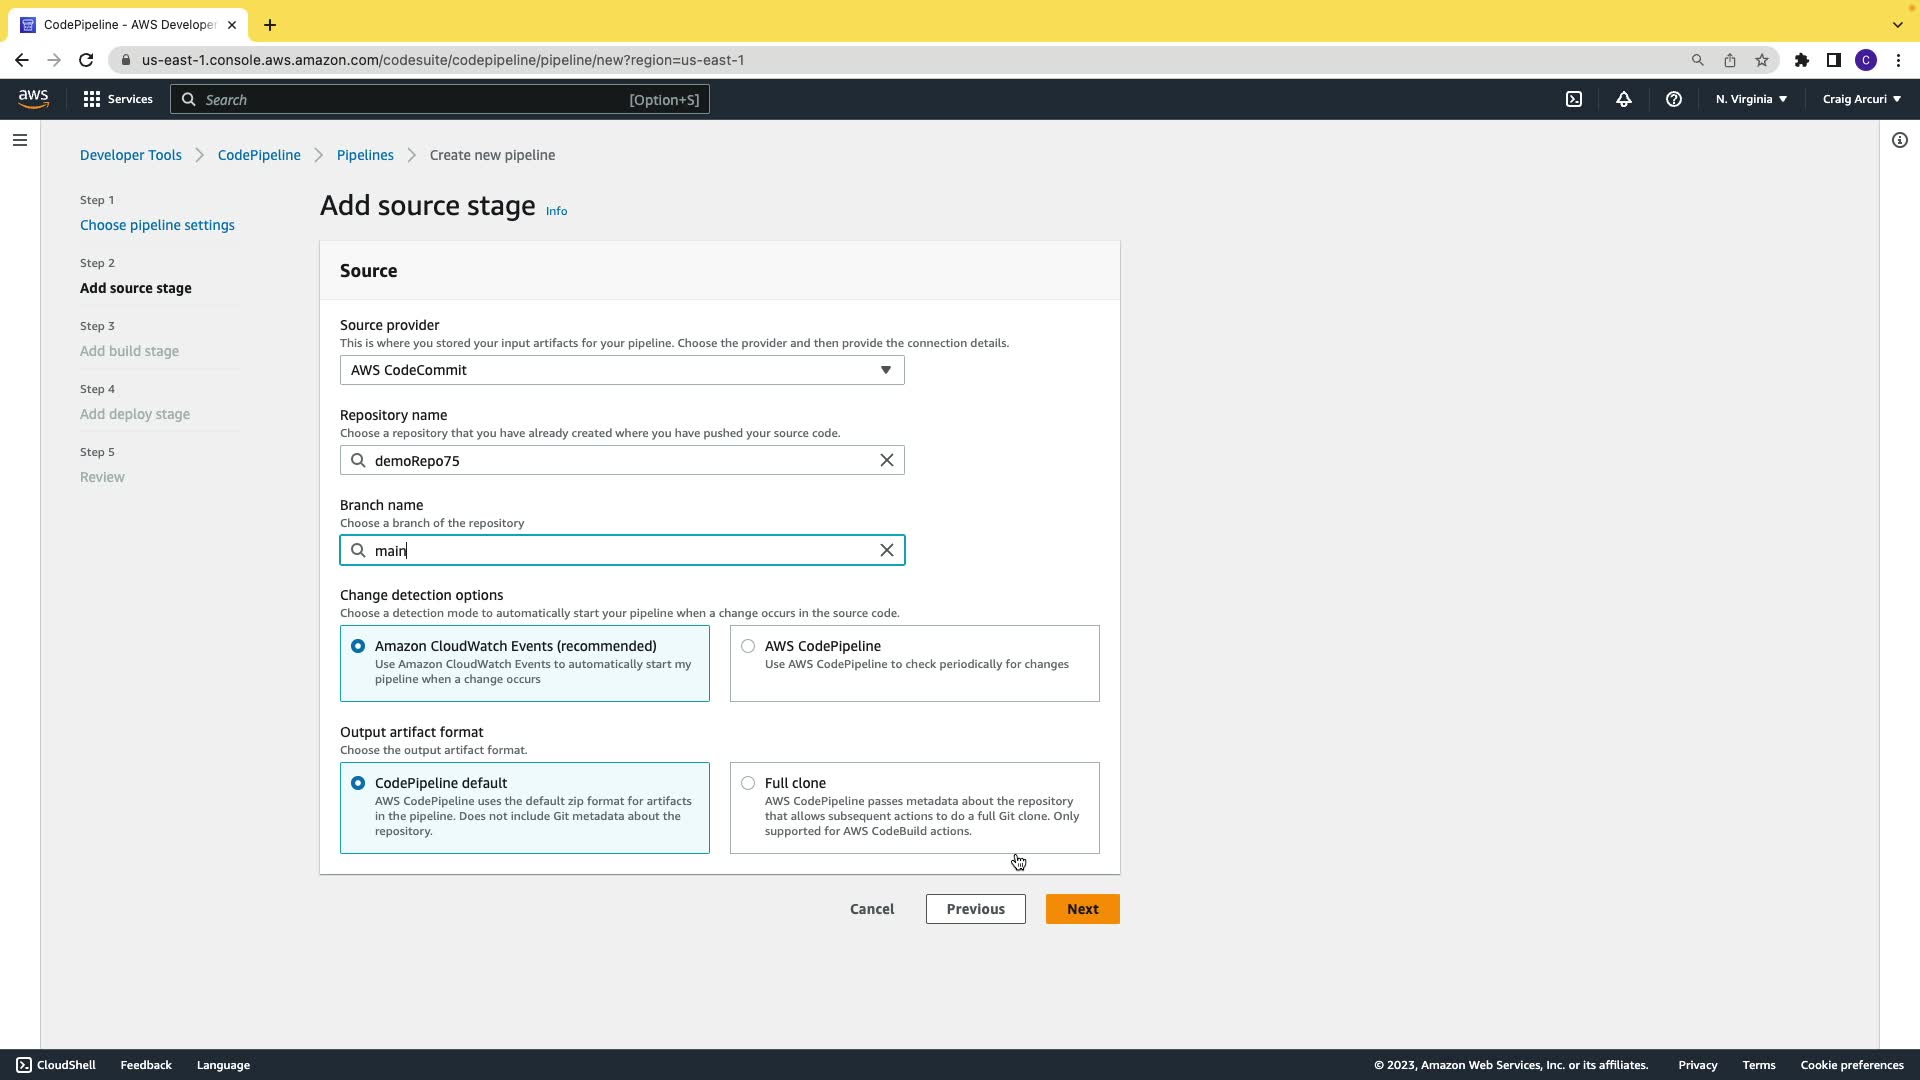 CodePipeline - AWS Developer
us-east-1.console.aws.amazon.com/codesuite/codepipeline/pipeline/new?region=us-east-1
C
aws
Services
Search
[Option+S]
N. Virginia
Craig Arcuri
Developer Tools
CodePipeline
Pipelines
Create new pipeline
Step 1
Choose pipeline settings
Step 2
Add source stage
Step 3
Add build stage
Step 4
Add deploy stage
Step 5
Review
Add source stage Info
Source
Source provider
This is where you stored your input artifacts for your pipeline. Choose the provider and then provide the connection details.
AWS CodeCommit
Repository name
Choose a repository that you have already created where you have pushed your source code.
demoRepo75
Branch name
Choose a branch of the repository
main
Change detection options
Choose a detection mode to automatically start your pipeline when a change occurs in the source code.
Amazon CloudWatch Events (recommended)
Use Amazon CloudWatch Events to automatically start my
pipeline when a change occurs
AWS CodePipeline
Use AWS CodePipeline to check periodically for changes
Output artifact format
Choose the output artifact format.
CodePipeline default
AWS CodePipeline uses the default zip format for artifacts
in the pipeline. Does not include Git metadata about the
repository.
Full clone
AWS CodePipeline passes metadata about the repository
that allows subsequent actions to do a full Git clone. Only
supported for AWS CodeBuild actions.
Cancel
Previous
Next
CloudShell
Feedback
Language
© 2023, Amazon Web Services, Inc. or its affiliates.
Privacy
Terms
Cookie preferences